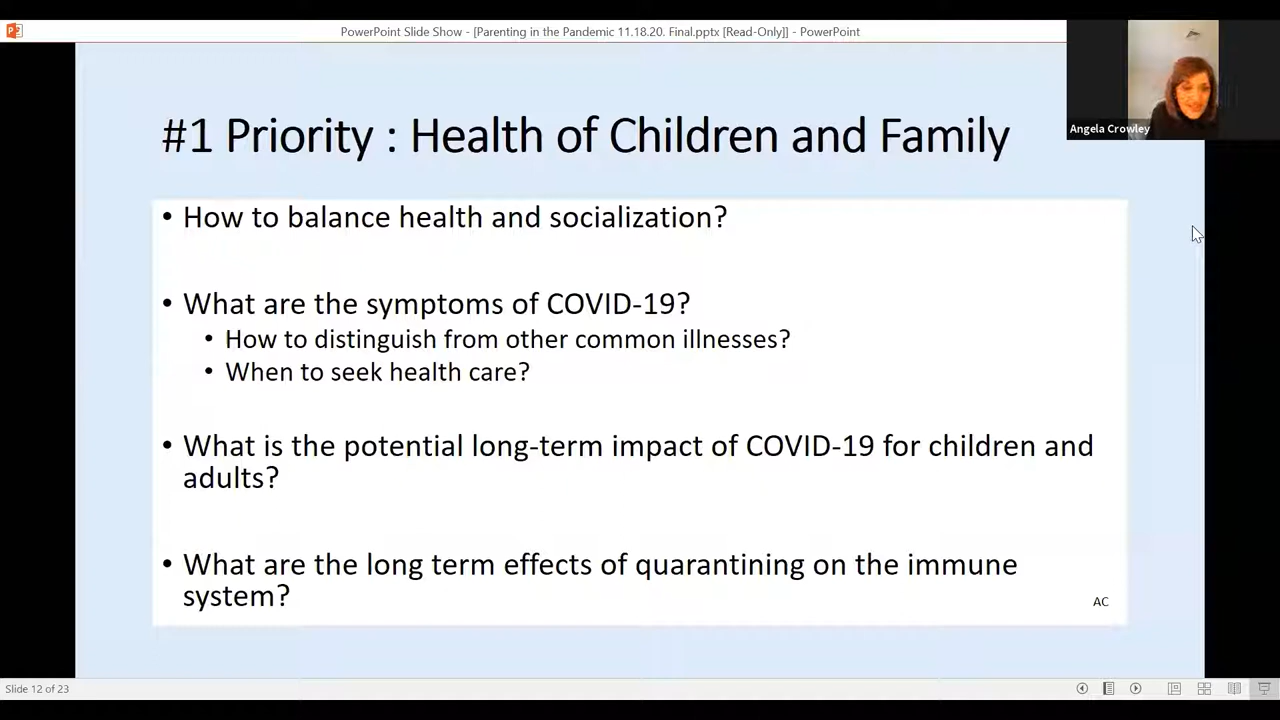 PowerPoint Slide Show - [Parenting in the Pandemic 11.18.20. Final.pptx [Read-Only]] - PowerPoint
Angela Crowley
#1 Priority : Health of Children and Family
• How to balance health and socialization?
• What are the symptoms of COVID-19?
• How to distinguish from other common illnesses?
• When to seek health care?
• What is the potential long-term impact of COVID-19 for children and
adults?
• What are the long term effects of quarantining on the immune
system?
AC
Slide 12 of 23